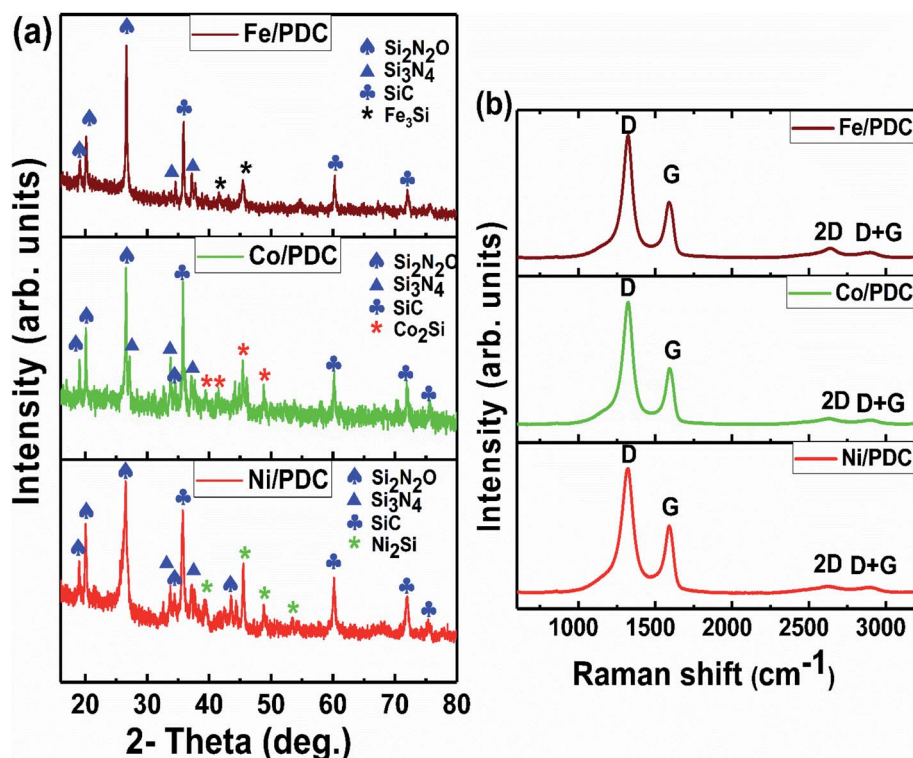 (a)
Fe/PDC
♠ Si₂N₂O
▲ Si₃N₄
♣ SiC
* Fe₃Si
Co/PDC
♠ Si₂N₂O
▲ Si₃N₄
♣ SiC
* Co₂Si
Ni/PDC
♠ Si₂N₂O
▲ Si₃N₄
♣ SiC
* Ni₂Si
Intensity (arb. units)
20 30 40 50 60 70 80
2- Theta (deg.)
(b)
Fe/PDC
D
G
2D D+G
Co/PDC
D
G
2D D+G
Ni/PDC
D
G
2D D+G
Intensity (arb. units)
1000 1500 2000 2500 3000
Raman shift (cm⁻¹)